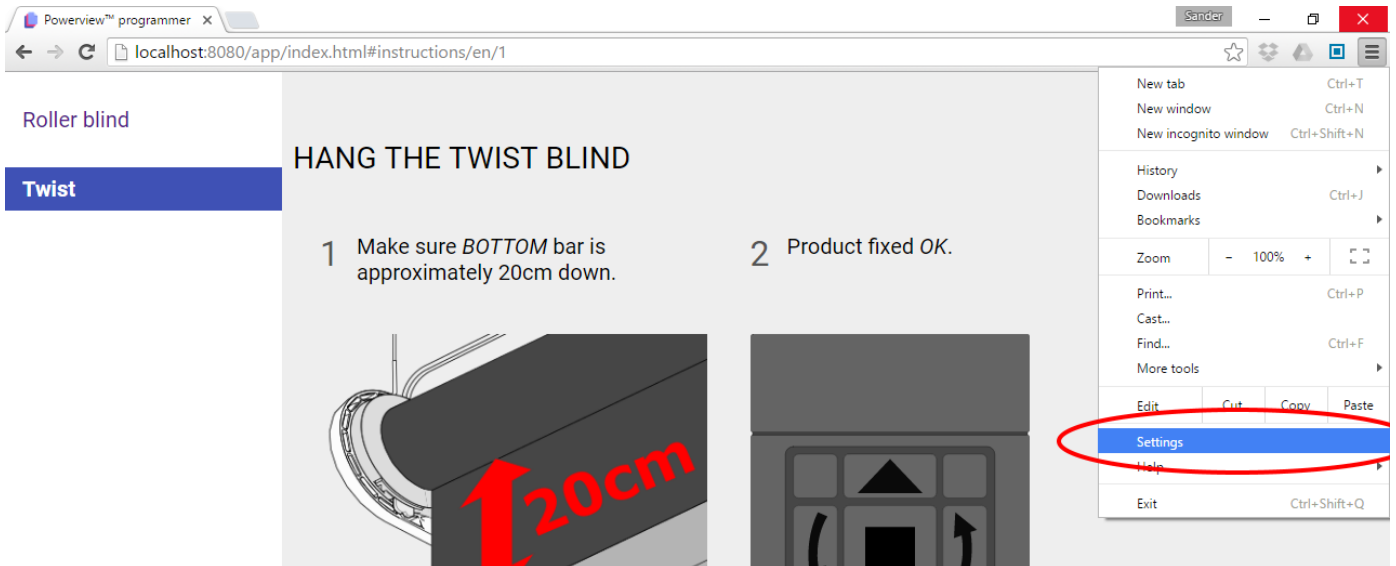 Powerview™ programmer
Sander
localhost:8080/app/index.html#instructions/en/1
Roller blind
Twist
HANG THE TWIST BLIND
1 Make sure BOTTOM bar is
approximately 20cm down.
2 Product fixed OK.
20cm
New tab Ctrl+T
New window Ctrl+N
New incognito window Ctrl+Shift+N
History
Downloads Ctrl+J
Bookmarks
Zoom - 100% +
Print... Ctrl+P
Cast...
Find... Ctrl+F
More tools
Edit Cut Copy Paste
Settings
Help
Exit Ctrl+Shift+Q